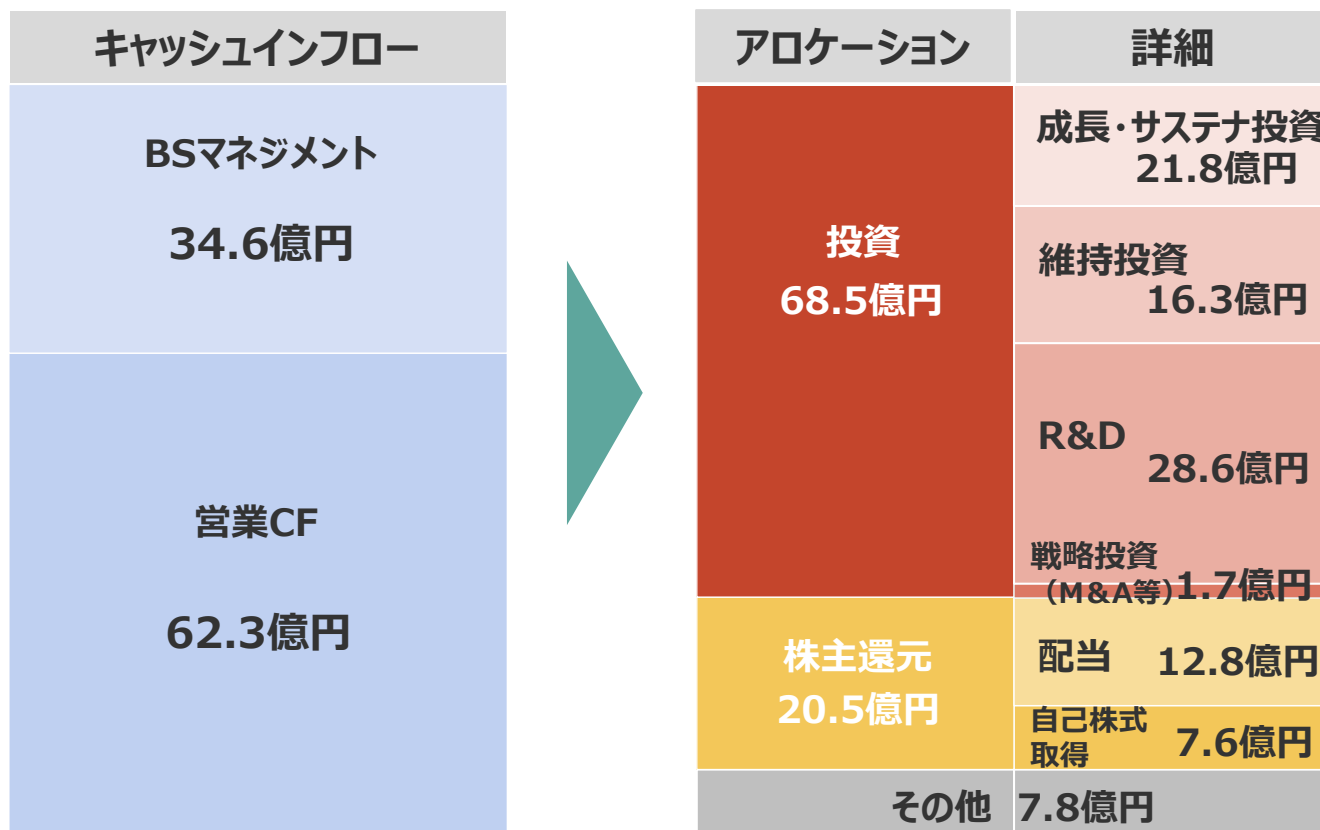 キャッシュインフロー
BSマネジメント
34.6億円
営業CF
62.3億円
アロケーション
詳細
投資
68.5億円
成長・サステナ投資
21.8億円
維持投資
16.3億円
R&D
28.6億円
戦略投資
（M&A等）1.7億円
株主還元
20.5億円
配当 12.8億円
自己株式
取得 7.6億円
その他 7.8億円